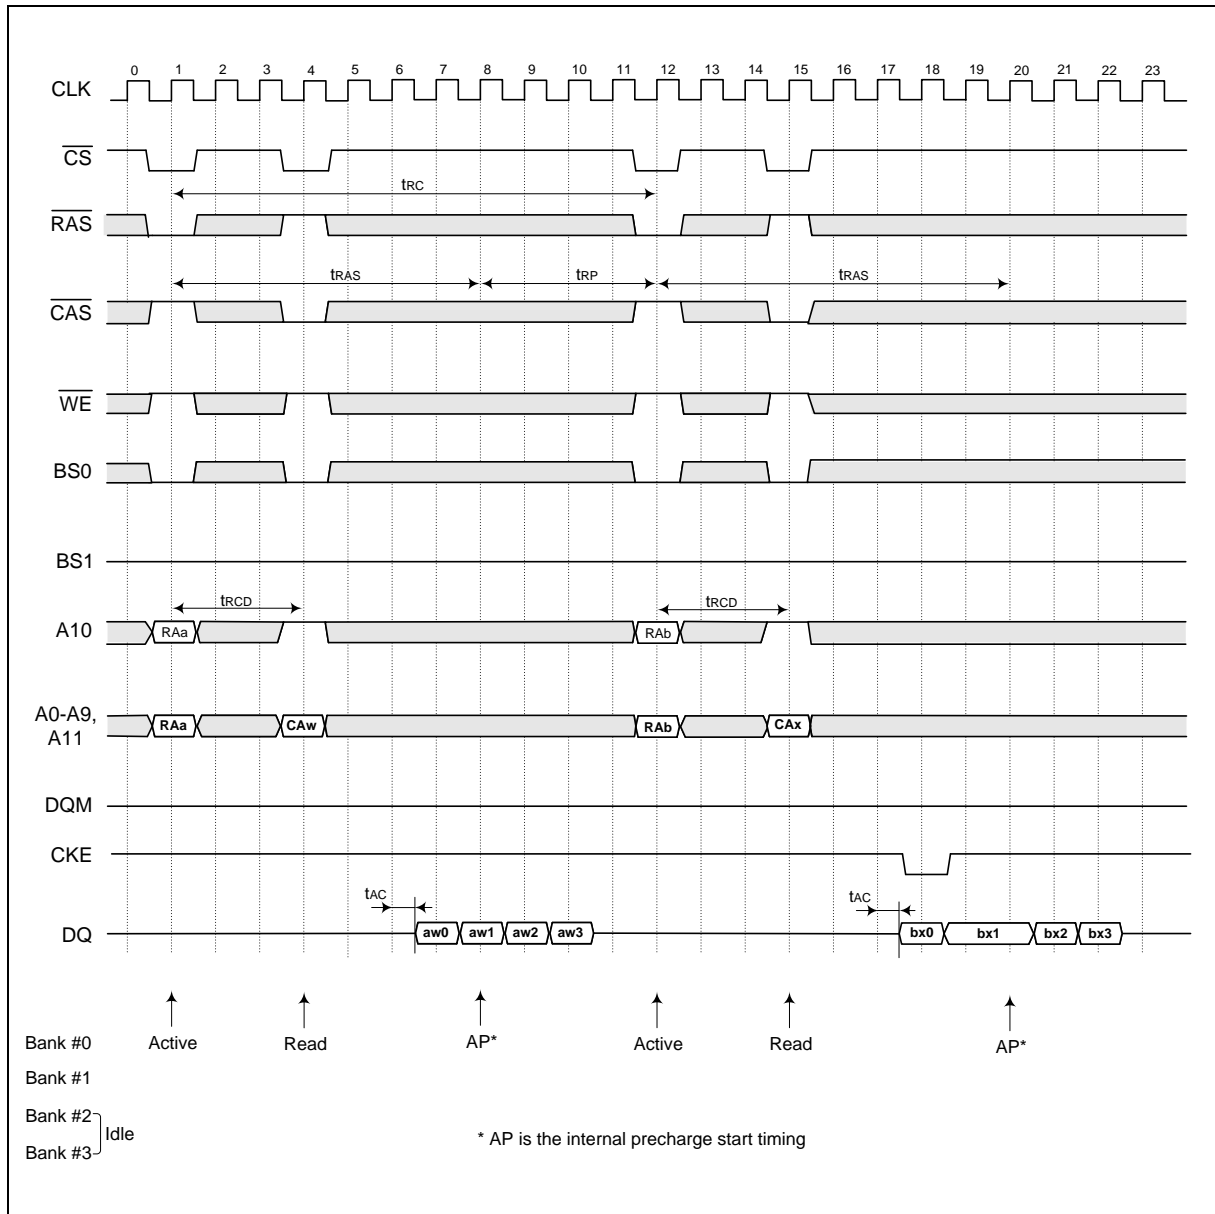 0 1 2 3 4 5 6 7 8 9 10 11 12 13 14 15 16 17 18 19 20 21 22 23
CLK
CS
tRC
RAS
tRAS tRP tRAS
CAS
WE
BS0
BS1
tRCD tRCD
A10 RAa RAb
A0-A9,
A11 RAa CAw RAb CAx
DQM
CKE
tAC tAC
DQ aw0 aw1 aw2 aw3 bx0 bx1 bx2 bx3
Bank #0 Active Read AP* Active Read AP*
Bank #1
Bank #2
Idle
Bank #3
* AP is the internal precharge start timing